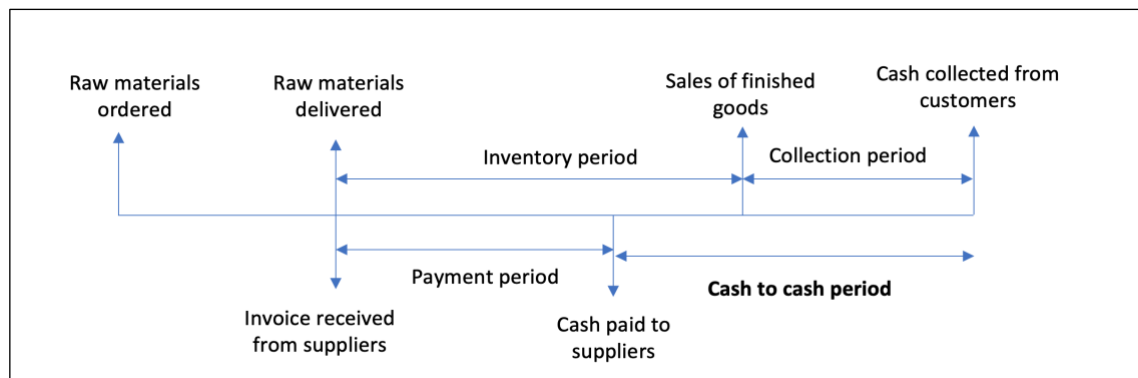 Raw materials
ordered
Raw materials
delivered
Sales of finished
goods
Cash collected from
customers
Inventory period
Collection period
Payment period
Cash to cash period
Invoice received
from suppliers
Cash paid to
suppliers